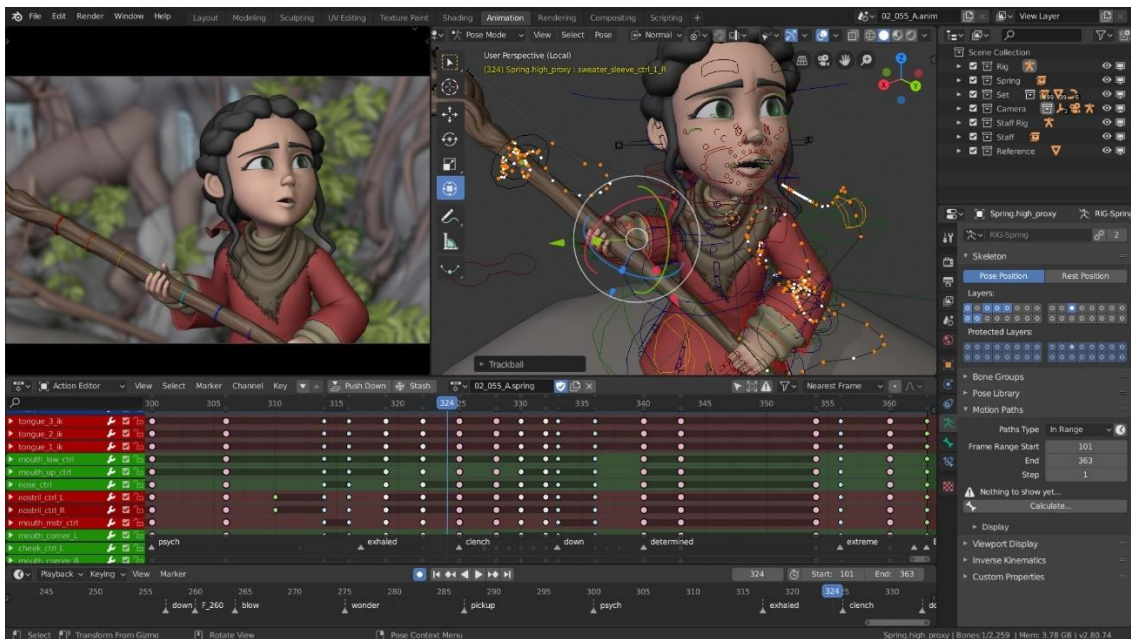 File Edit Render Window Help Layout Modeling Sculpting UV Editing Texture Paint Shading Animation Rendering Compositing Scripting + 02_055_A.anim View Layer
Pose Mode View Select Pose Normal
User Perspective (Local)
(324) Spring.high_proxy : sweater_sleeve_ctrl_1_R
Trackball
Scene Collection
Rig
Spring
Set
Camera
Staff Rig
Staff
Reference
Spring.high_proxy RIG-Spring
RIG-Spring 2
Skeleton
Pose Position Rest Position
Layers:
Protected Layers:
Bone Groups
Pose Library
Motion Paths
Paths Type In Range
Frame Range Start 101
End 363
Step 1
Nothing to show yet...
Calculate...
Display
Viewport Display
Inverse Kinematics
Custom Properties
Action Editor View Select Marker Channel Key Push Down Stash 02_055_A.spring Nearest Frame
300 305 310 315 320 324 325 330 335 340 345 350 355 360
tongue_3_ik
tongue_2_ik
tongue_1_ik
mouth_low_ctrl
mouth_up_ctrl
nose_ctrl
nostril_ctrl_L
nostril_ctrl_R
mouth_mstr_ctrl
mouth_corner_L
cheek_ctrl_L
mouth_corner_R
psych exhaled clench down determined extreme
Playback Keying View Marker 324 Start: 101 End: 363
245 250 255 260 265 270 275 280 285 290 295 300 305 310 315 320 324 330
down F_260 blow wonder pickup psych exhaled clench
Select Transform From Gizmo Rotate View Pose Context Menu Spring.high_proxy | Bones:1/2,259 | Mem: 3.78 GB | v2.80.74